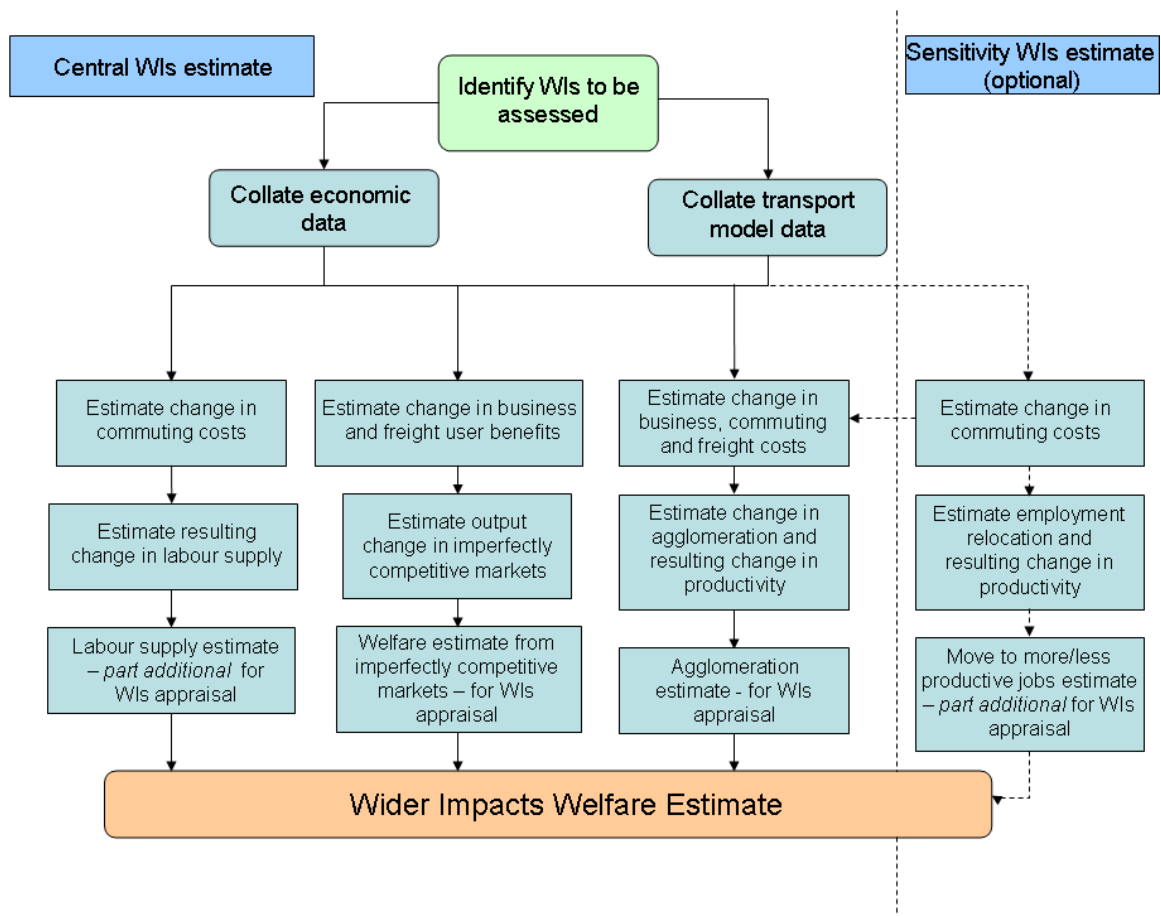 Central WIs estimate
Sensitivity WIs estimate
(optional)
Identify WIs to be
assessed
Collate economic
data
Collate transport
model data
Estimate change in
commuting costs
Estimate change in business
and freight user benefits
Estimate change in
business, commuting
and freight costs
Estimate change in
commuting costs
Estimate resulting
change in labour supply
Estimate output
change in imperfectly
competitive markets
Estimate change in
agglomeration and
resulting change in
productivity
Estimate employment
relocation and
resulting change in
productivity
Labour supply estimate
– part additional for
WIs appraisal
Welfare estimate from
imperfectly competitive
markets – for WIs
appraisal
Agglomeration
estimate - for WIs
appraisal
Move to more/less
productive jobs estimate
– part additional for WIs
appraisal
Wider Impacts Welfare Estimate